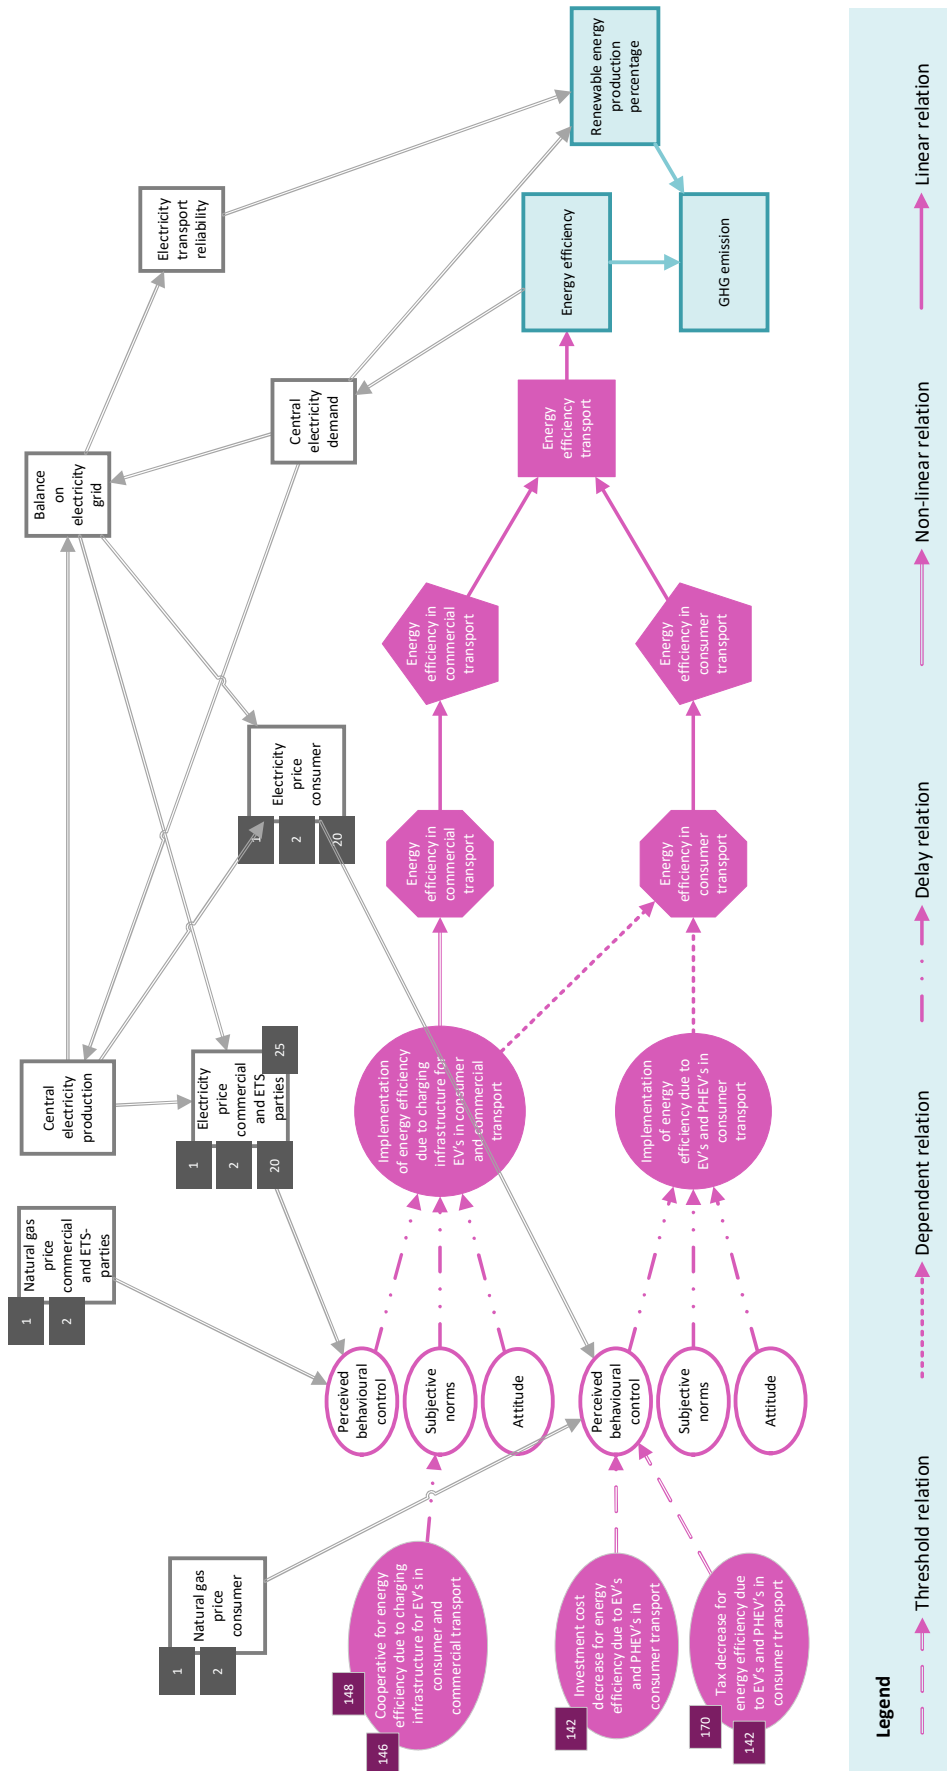 Natural gas
price
consumer
1
2
Natural gas
price
commercial
and ETS-
parties
1
2
Central
electricity
production
Electricity
price
commercial
and ETS
parties
1
2
20
25
Balance
on
electricity
grid
Electricity
transport
reliability
Central
electricity
demand
Electricity
price
consumer
1
2
20
Renewable energy
production
percentage
Energy efficiency
GHG emission
Cooperative for energy
efficiency due to charging
infrastructure for EV's in
consumer and
commercial transport
146
148
Perceived
behavioural
control
Subjective
norms
Attitude
Implementation
of energy efficiency
due to charging
infrastructure for
EV's in consumer
and commercial
transport
Energy
efficiency in
commercial
transport
Energy
efficiency in
commercial
transport
Energy
efficiency
transport
Investment cost
decrease for energy
efficiency due to EV's
and PHEV's in
consumer transport
142
Tax decrease for
energy efficiency due
to EV's and PHEV's in
consumer transport
170
142
Perceived
behavioural
control
Subjective
norms
Attitude
Implementation
of energy
efficiency due to
EV's and PHEV's in
consumer
transport
Energy
efficiency in
consumer
transport
Energy
efficiency in
consumer
transport
Legend
Threshold relation
Dependent relation
Delay relation
Non-linear relation
Linear relation